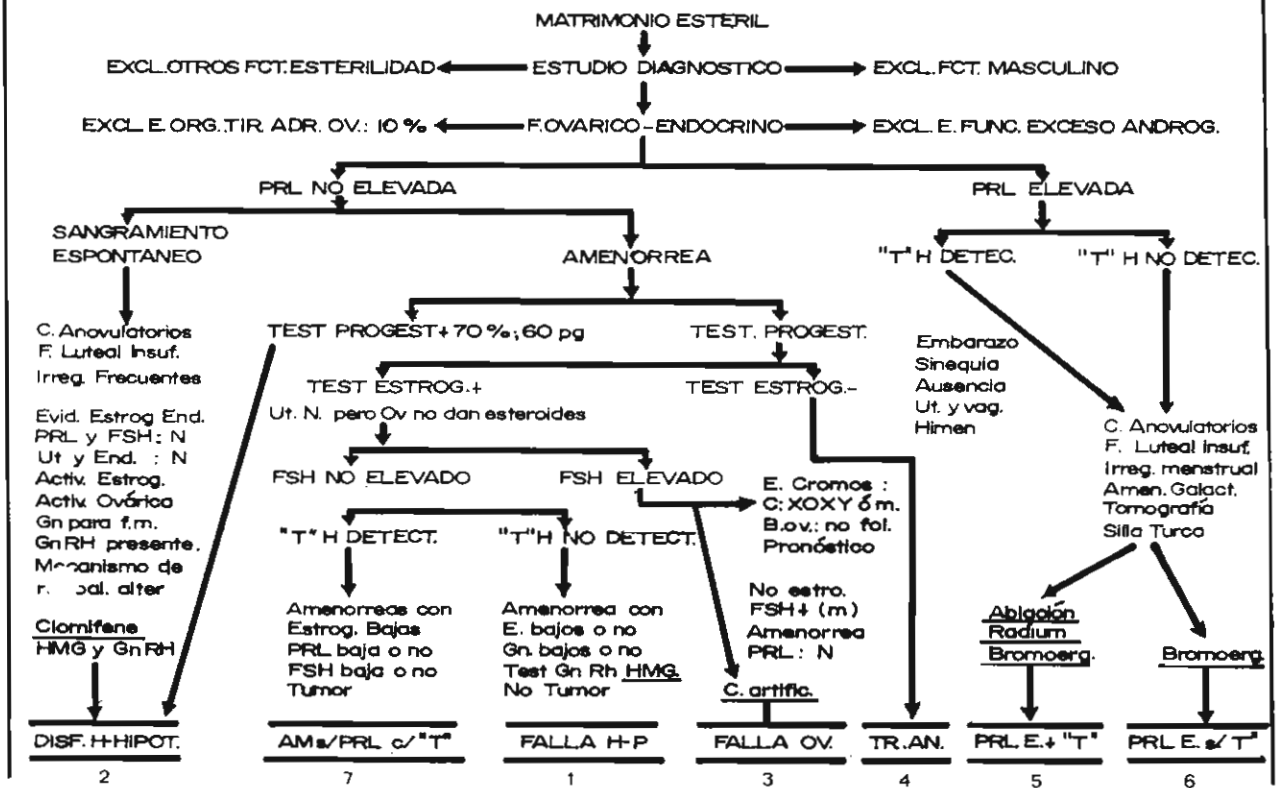 MATRIMONIO ESTERIL
EXCL.OTROS FCT.ESTERILIDAD ESTUDIO DIAGNOSTICO EXCL. FCT. MASCULINO
EXCL. E. ORG. TIR. ADR. OV.: 10 % F.OVARICO-ENDOCRINO EXCL. E. FUNC. EXCESO ANDROG.
PRL NO ELEVADA
PRL ELEVADA
SANGRAMIENTO
ESPONTANEO
AMENORREA
"T" H DETEC.
"T" H NO DETEC.
C. Anovulatorios
F. Luteal Insuf.
Irreg. Frecuentes
Evid. Estrog End.
PRL y FSH: N
Ut y End. : N
Activ. Estrog.
Activ. Ovárica
Gn para f.m.
GnRH presente.
Mecanismo de
alter
Clomifene
HMG y GnRH
TEST PROGEST+ 70 %; 60 pg
TEST. PROGEST.
TEST ESTROG.+
Ut. N. pero Ov no dan esteroides
TEST ESTROG.-
FSH NO ELEVADO
FSH ELEVADO
"T" H DETECT.
"T"H NO DETECT.
Amenorreas con
Estrog. Bajas
PRL baja o no
FSH baja o no
Tumor
Amenorrea con
E. bajos o no
Gn. bajos o no
Test Gn Rh HMG.
No Tumor
E. Cromos :
C: XOXY ó m.
B.ov.: no fol.
Pronóstico
No estro.
FSH+ (m)
Amenorrea
PRL: N
C. artific.
Embarazo
Sinequia
Ausencia
Ut. y vag.
Himen
C. Anovulatorios
F. Luteal Insuf.
Irreg. menstrual
Amen. Galact.
Tomografía
Silla Turca
Ablgolón
Radium
Bromoerg.
Bromoerg.
DISF. H-HIPOT. AMs/PRL c/ "T" FALLA H-P FALLA OV. TR. AN. PRL E.+ "T" PRL E. s/ T"
2 7 1 3 4 5 6